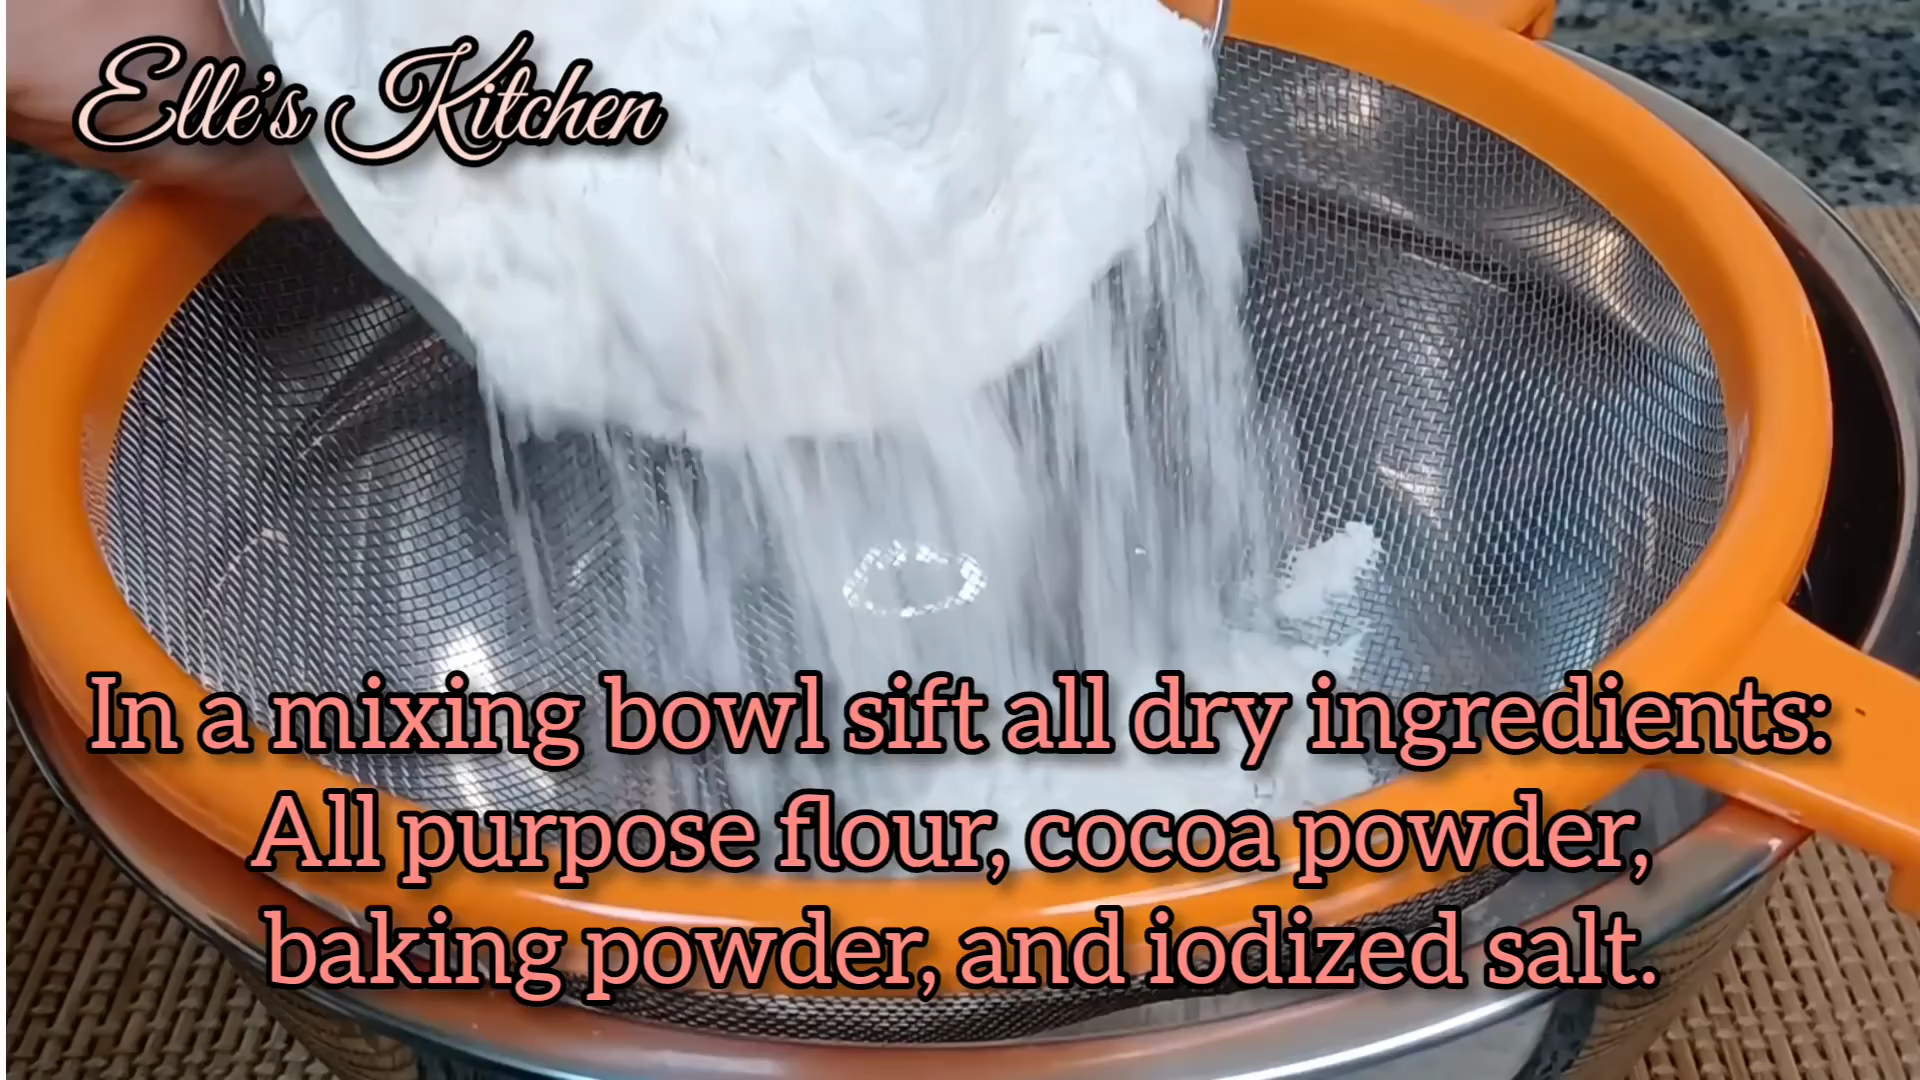 Elle's Kitchen
In a mixing bowl sift all dry ingredients:
All purpose flour, cocoa powder,
baking powder, and iodized salt.